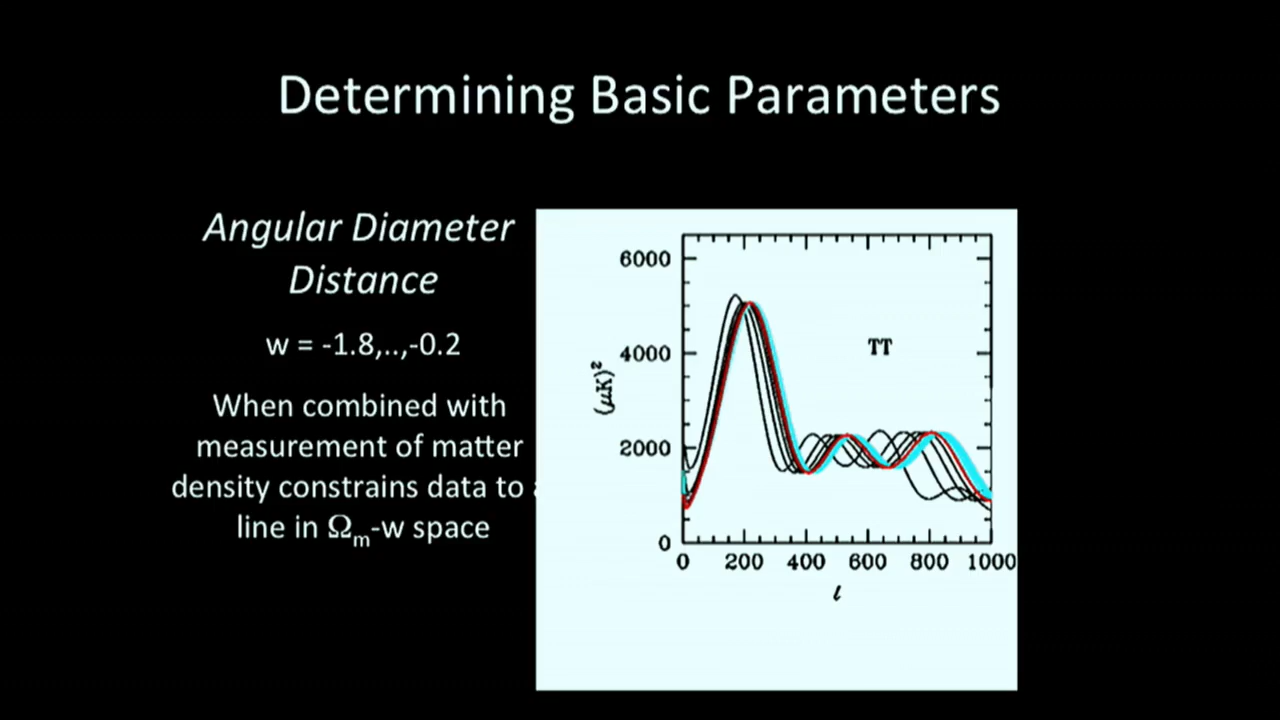 Determining Basic Parameters
Angular Diameter
Distance
w = -1.8,..,-0.2
When combined with
measurement of matter
density constrains data to a
line in Ωm-w space
6000
4000
2000
0
(μK)²
TT
0 200 400 600 800 1000
l